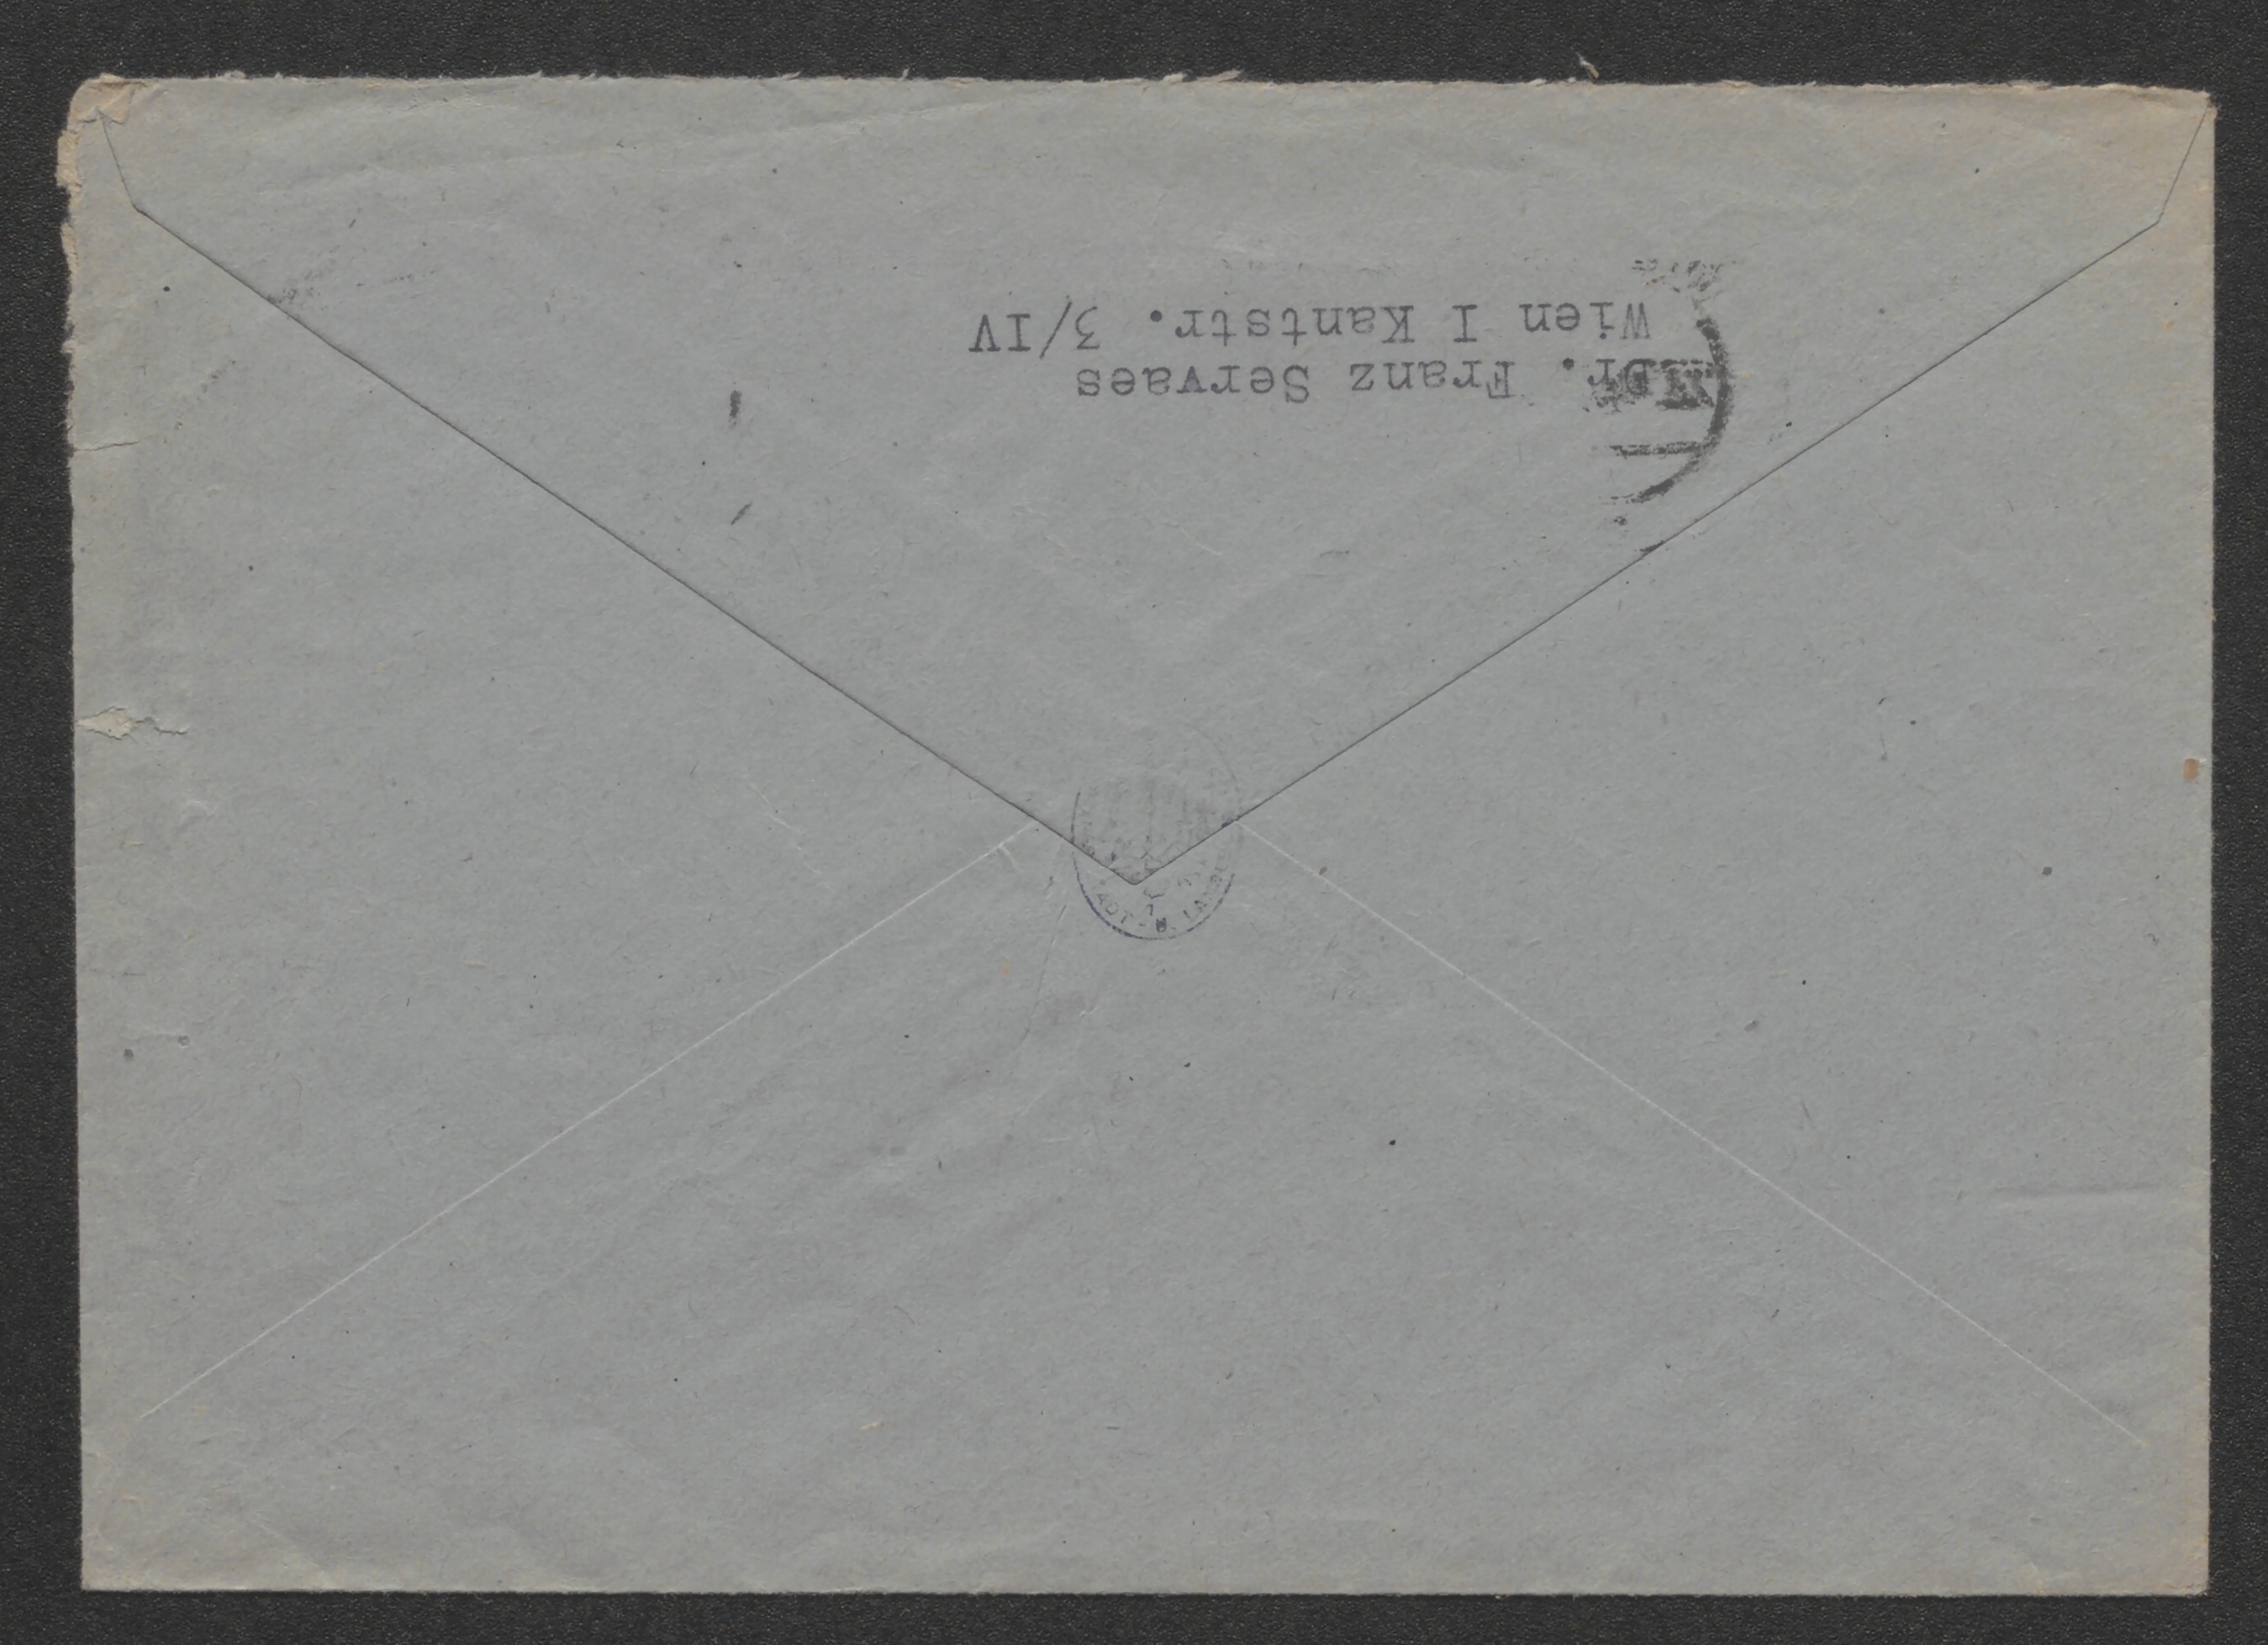 Dr. Franz Servaes
Wien I Kantstr. 3/IV